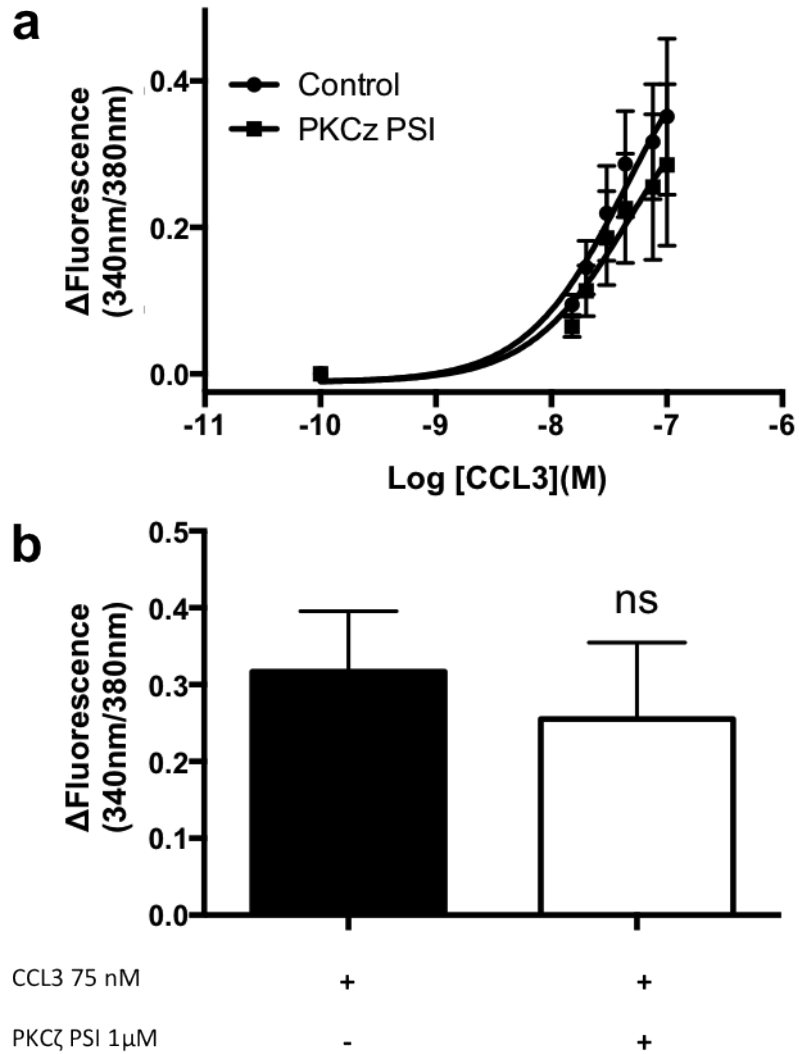 a
ΔFluorescence
(340nm/380nm)
0.4
0.2
0.0
Control
PKCz PSI
-11 -10 -9 -8 -7 -6
Log [CCL3](M)
b
ΔFluorescence
(340nm/380nm)
0.5
0.4
0.3
0.2
0.1
0.0
ns
CCL3 75 nM + +
PKCζ PSI 1µM - +